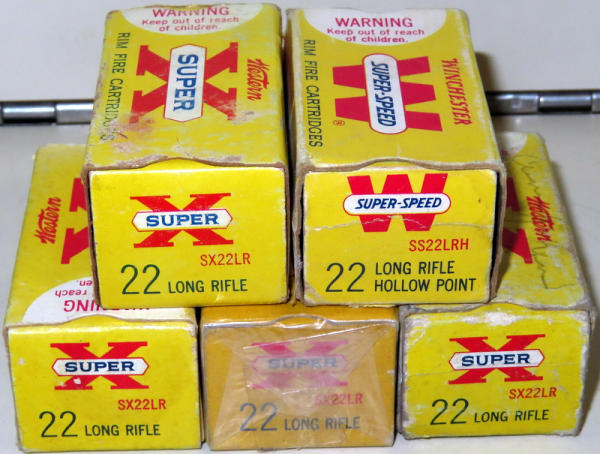 WARNING
Keep out of reach
of children.
Western
X
SUPER
RIM FIRE CARTRIDGES
X
SUPER
SX22LR
22 LONG RIFLE
WARNING
Keep out of reach
of children.
WINCHESTER
W
SUPER-SPEED
®
RIM FIRE CARTRIDGES
W
SUPER-SPEED
SS22LRH
22 LONG RIFLE
HOLLOW POINT
Western
X
reach
WARNING
X
SUPER
SX22LR
22 LONG RIFLE
X
SUPER
SX22LR
22 LONG RIFLE
Western
X
X
SUPER
SX22LR
22 LONG RIFLE